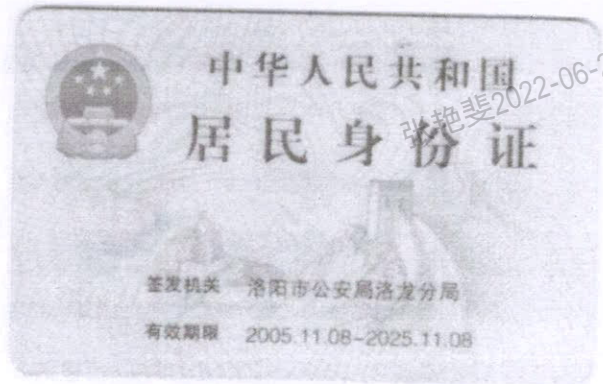 中华人民共和国
居民身份证
张艳斐2022-06-2
签发机关 洛阳市公安局洛龙分局
有效期限 2005.11.08-2025.11.08